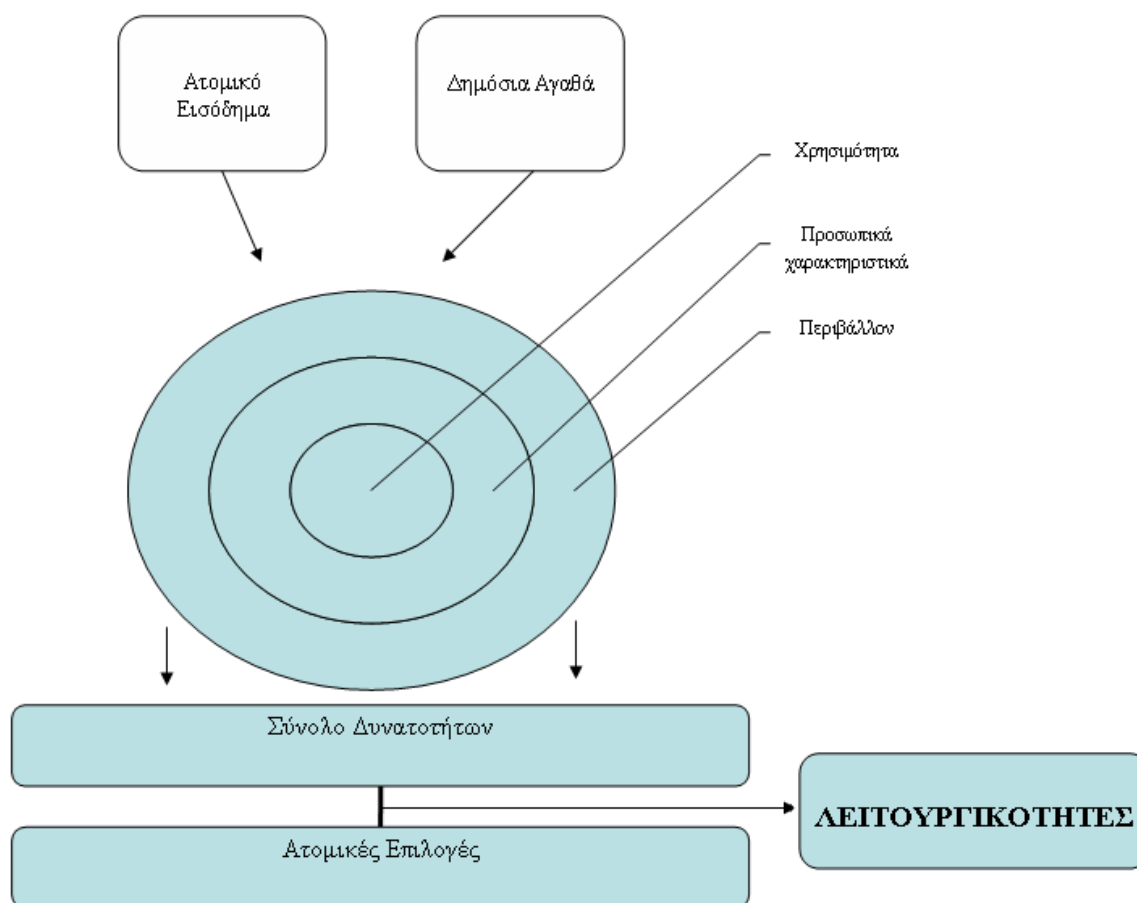 Ατομικό
Εισόδημα
Δημόσια Αγαθά
Χρησιμότητα
Προσωπικά
χαρακτηριστικά
Περιβάλλον
Σύνολο Δυνατοτήτων
ΛΕΙΤΟΥΡΓΙΚΟΤΗΤΕΣ
Ατομικές Επιλογές